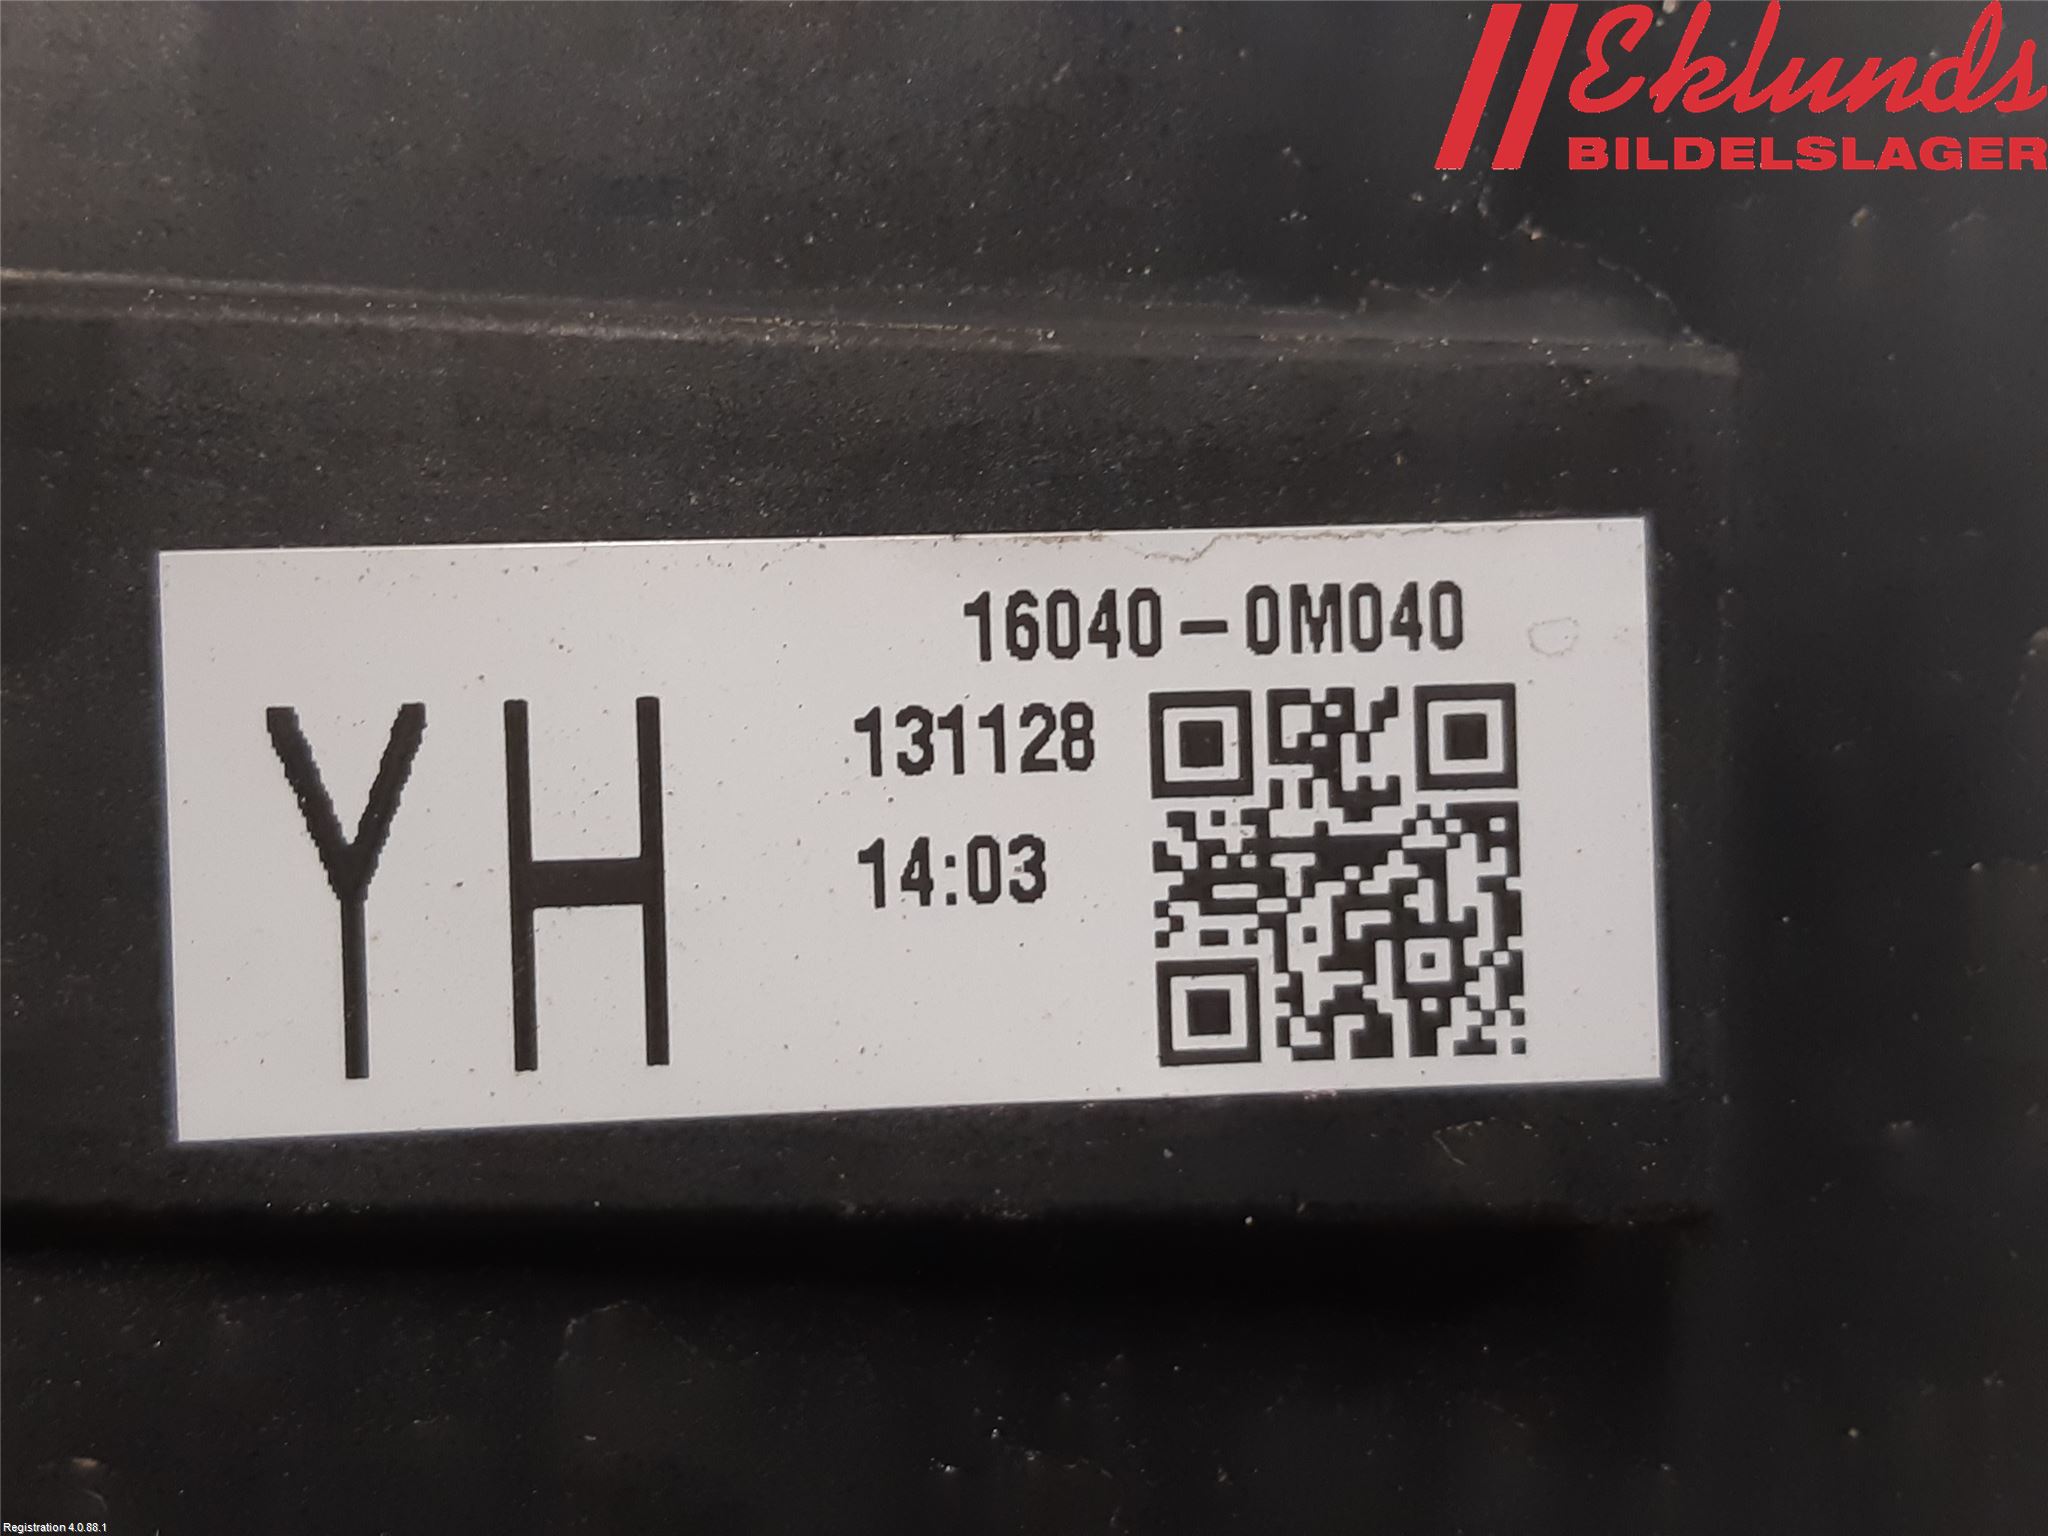 Eklunds
BILDELSLAGER
16040-0M040
YH
131128
14:03
Registration 4.0.88.1